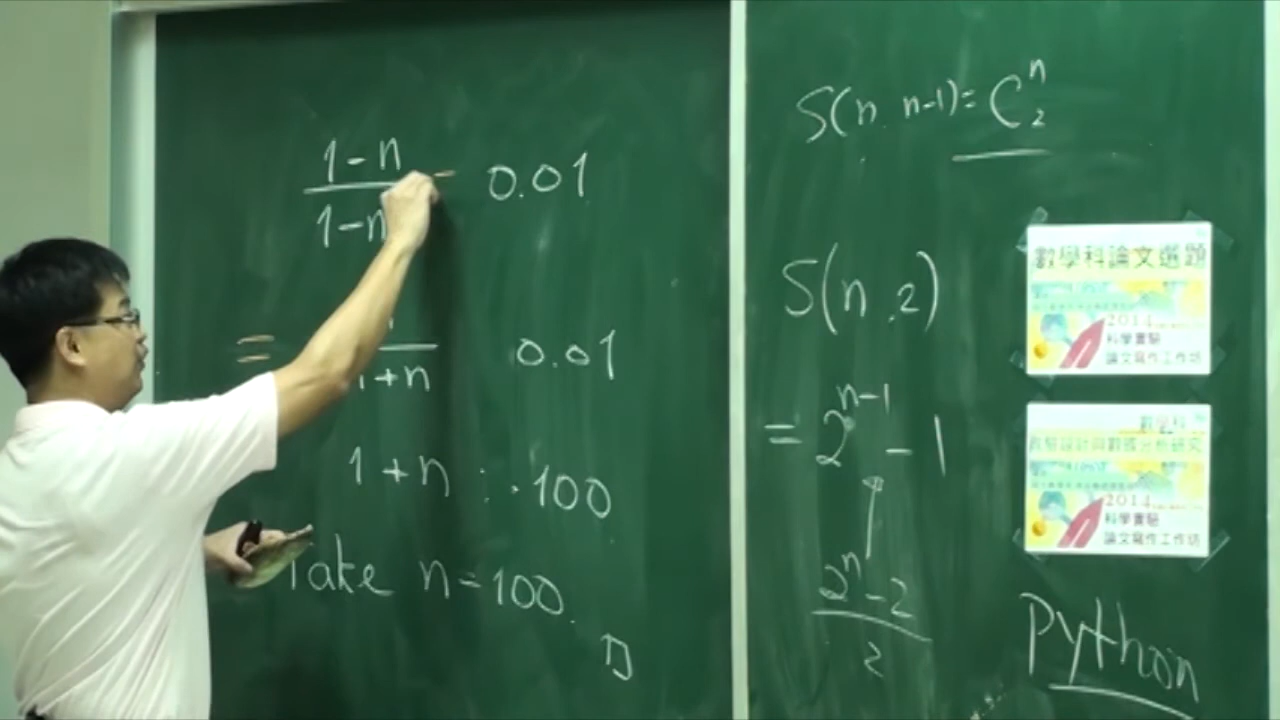 1-n
1-n
0.01
=
1+n
0.01
1+n
100
Take n=100.
S(n, n-1)=C₂ⁿ
S(n,2)
=2ⁿ⁻¹-1
2ⁿ-2
2
數學科論文選題
2014
科學實驗
論文寫作工作坊
數學科
2014
科學實驗
論文寫作工作坊
Python